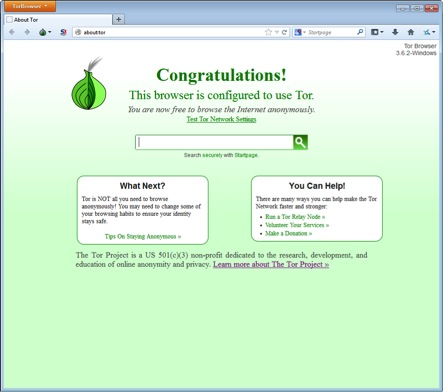 TorBrowser
About Tor
about:tor
Startpage
Tor Browser
3.6.2-Windows
Congratulations!
This browser is configured to use Tor.
You are now free to browse the Internet anonymously.
Test Tor Network Settings
Search securely with Startpage.
What Next?
Tor is NOT all you need to browse
anonymously! You may need to change some of
your browsing habits to ensure your identity
stays safe.
Tips On Staying Anonymous »
You Can Help!
There are many ways you can help make the Tor
Network faster and stronger:
• Run a Tor Relay Node »
• Volunteer Your Services »
• Make a Donation »
The Tor Project is a US 501(c)(3) non-profit dedicated to the research, development, and
education of online anonymity and privacy. Learn more about The Tor Project »